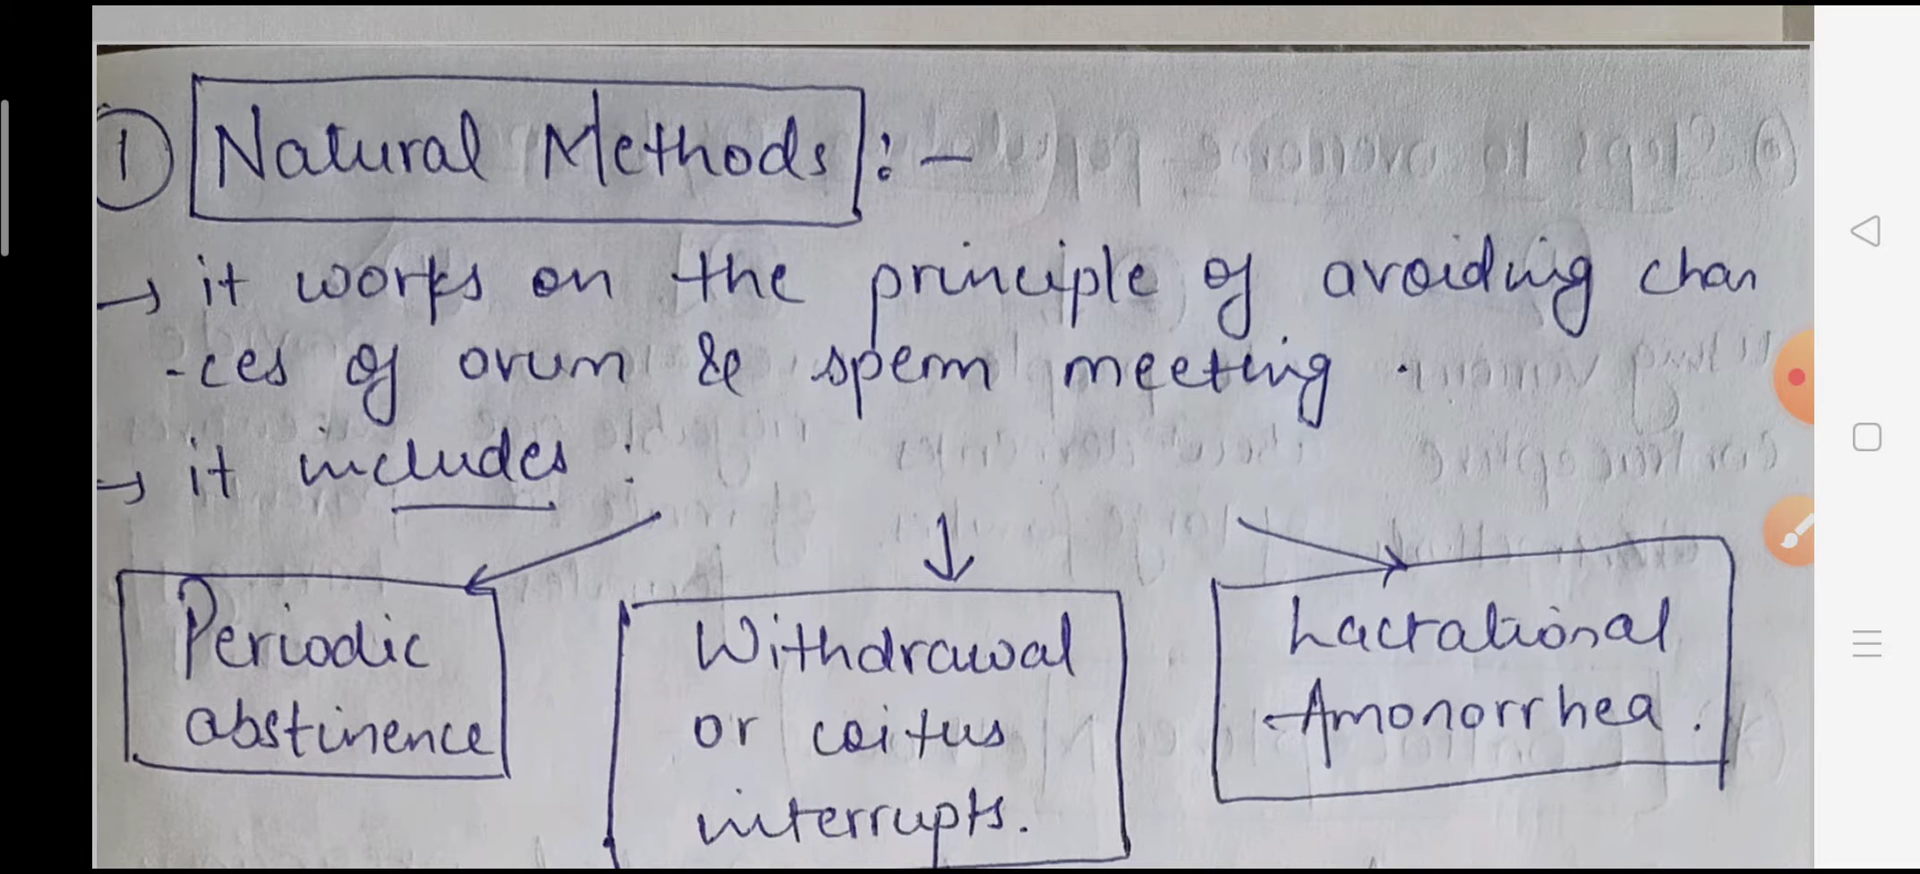 ① Natural Methods :-
→ it works on the principle of avoiding chan
-ces of ovum & sperm meeting .
→ it includes :
Periodic
abstinence
Withdrawal
or coitus
interrupts.
Lactational
Amonorrhea .